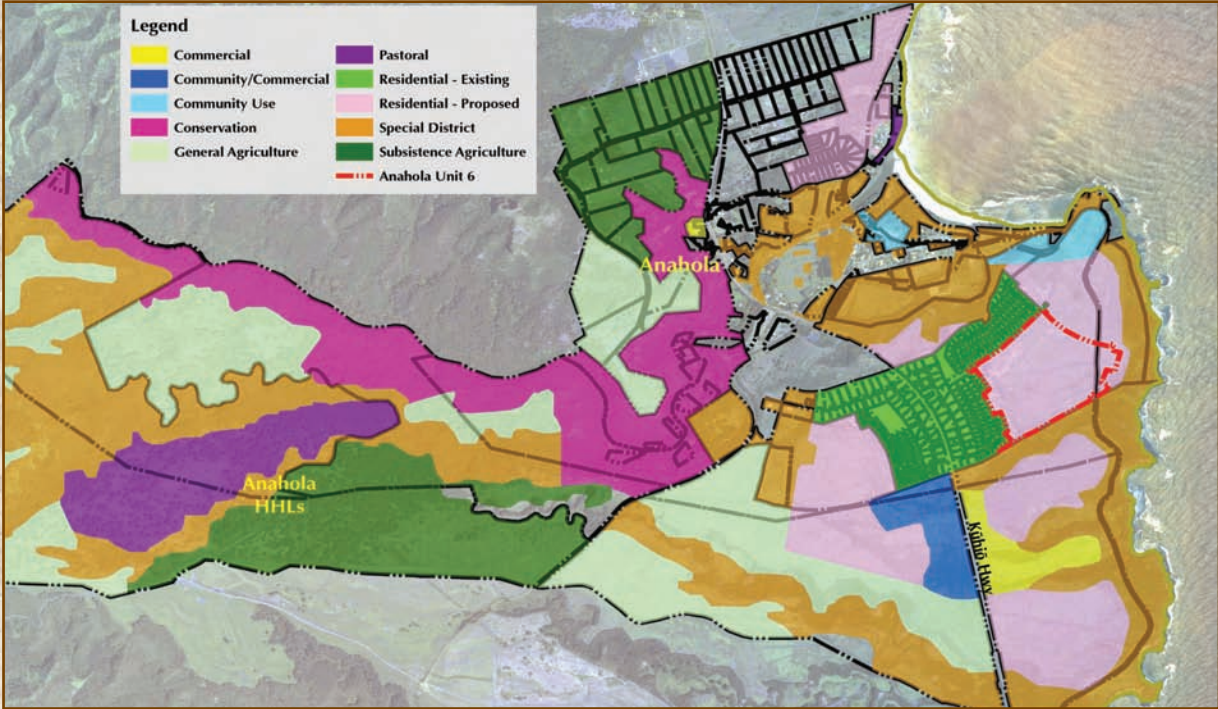 Legend
Commercial
Community/Commercial
Community Use
Conservation
General Agriculture
Pastoral
Residential - Existing
Residential - Proposed
Special District
Subsistence Agriculture
Anahola Unit 6
Anahola
Anahola
HHLs
Kūhiō Hwy